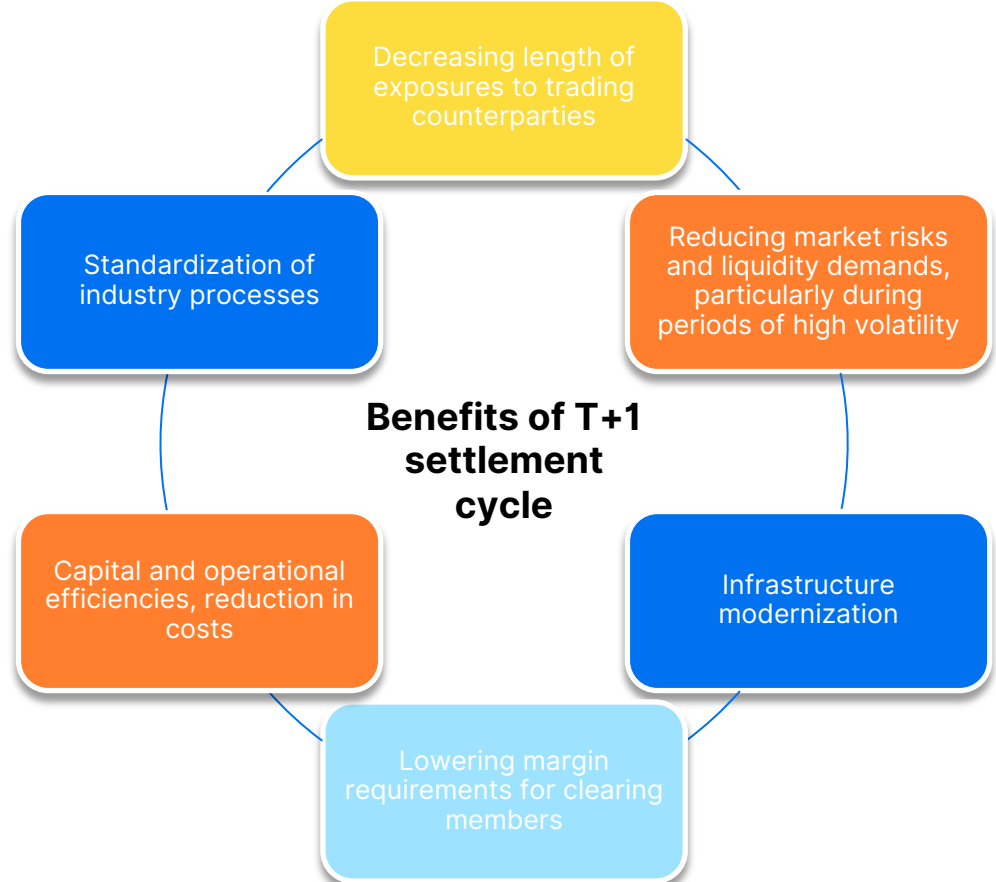 Decreasing length of
exposures to trading
counterparties
Reducing market risks
and liquidity demands,
particularly during
periods of high volatility
Standardization of
industry processes
Benefits of T+1
settlement
cycle
Capital and operational
efficiencies, reduction in
costs
Infrastructure
modernization
Lowering margin
requirements for clearing
members